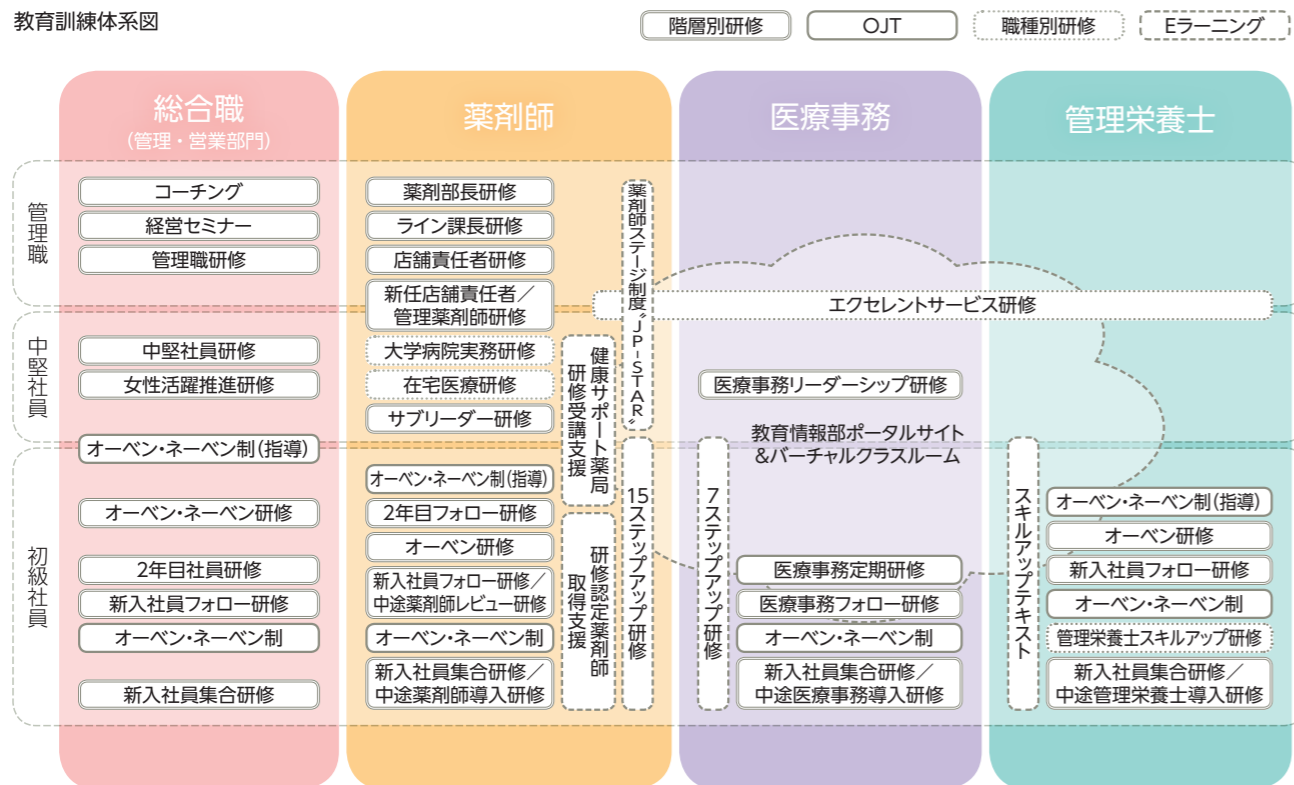 教育訓練体系図
階層別研修
OJT
職種別研修
Eラーニング
総合職
(管理・営業部門)
薬剤師
医療事務
管理栄養士
管理職
中堅社員
初級社員
コーチング
経営セミナー
管理職研修
中堅社員研修
女性活躍推進研修
オーベン・ネーベン制(指導)
オーベン・ネーベン研修
2年目社員研修
新入社員フォロー研修
オーベン・ネーベン制
新入社員集合研修
薬剤部長研修
ライン課長研修
店舗責任者研修
新任店舗責任者/
管理薬剤師研修
大学病院実務研修
在宅医療研修
サブリーダー研修
オーベン・ネーベン制(指導)
2年目フォロー研修
オーベン研修
新入社員フォロー研修/
中途薬剤師レビュー研修
オーベン・ネーベン制
新入社員集合研修/
中途薬剤師導入研修
健康サポート薬局
研修受講支援
研修認定薬剤師
取得支援
薬剤師ステージ制度“JP-STAR”
15ステップアップ研修
エクセレントサービス研修
医療事務リーダーシップ研修
教育情報部ポータルサイト
&バーチャルクラスルーム
7ステップアップ研修
医療事務定期研修
医療事務フォロー研修
オーベン・ネーベン制
新入社員集合研修/
中途医療事務導入研修
スキルアップテキスト
オーベン・ネーベン制(指導)
オーベン研修
新入社員フォロー研修
オーベン・ネーベン制
管理栄養士スキルアップ研修
新入社員集合研修/
中途管理栄養士導入研修